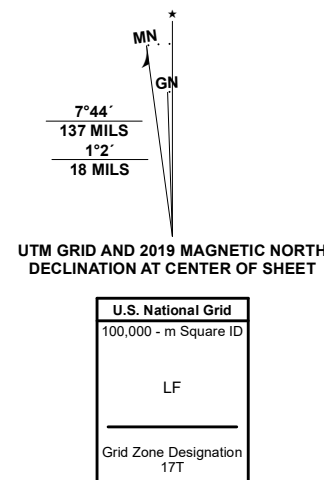 ★
MN
GN
7°44´
137 MILS
1°2´
18 MILS
UTM GRID AND 2019 MAGNETIC NORTH
DECLINATION AT CENTER OF SHEET
U.S. National Grid
100,000 - m Square ID
LF
Grid Zone Designation
17T